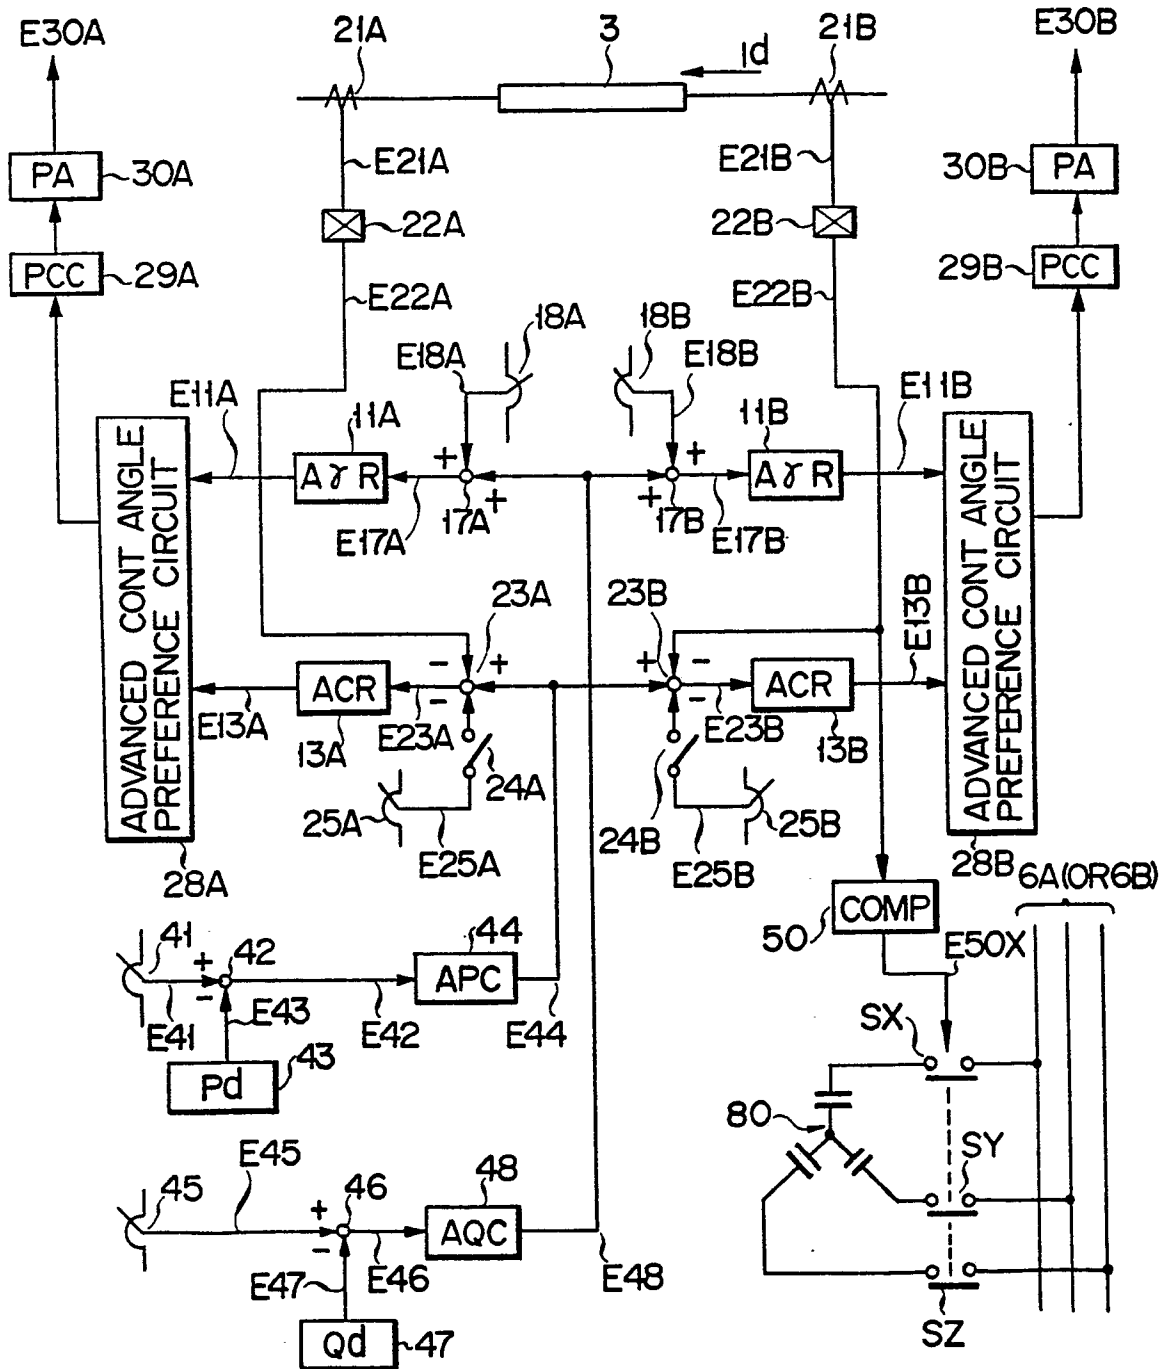 E30A
21A
3
Id
21B
E30B
PA
30A
E21A
E21B
30B
PA
22A
22B
PCC
29A
29B
PCC
E22A
E22B
18A
18B
E18A
E18B
E11A
11A
11B
E11B
ADVANCED CONT ANGLE
PREFERENCE CIRCUIT
AγR
+
+
17A
E17A
+
+
17B
E17B
AγR
ADVANCED CONT ANGLE
PREFERENCE CIRCUIT
23A
23B
E13B
ACR
E13A
13A
E23A
−
−
+
+
−
−
E23B
ACR
13B
24A
25A
E25A
24B
25B
E25B
28A
28B
6A(OR6B)
COMP
50
E50X
41
+
−
42
44
APC
E41
E43
E42
E44
Pd
43
SX
80
SY
45
E45
+
−
46
48
AQC
E47
E46
E48
Qd
47
SZ